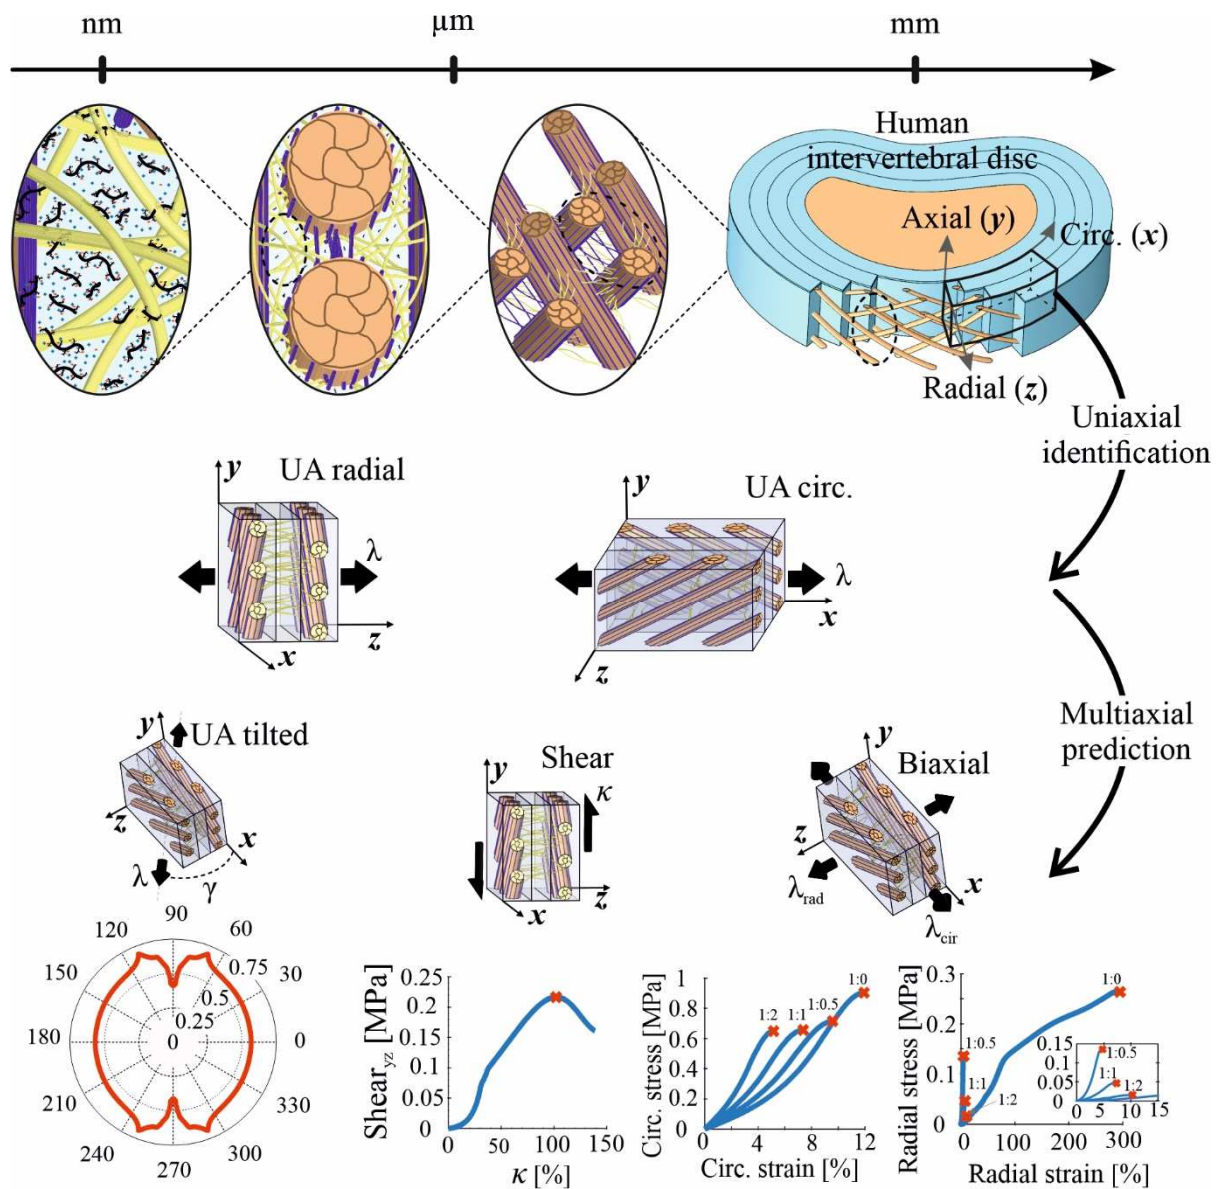 nm
µm
mm
Human
intervertebral disc
Axial (y)
Circ. (x)
Radial (z)
Uniaxial
identification
y
UA radial
λ
z
x
y
UA circ.
λ
x
z
Multiaxial
prediction
y
UA tilted
z
x
λ
γ
y
Shear
κ
z
x
y
Biaxial
z
x
λrad
λcir
90
120
60
150
30
180
0
210
330
240
300
270
0.75
0.5
0.25
0
Shearyz [MPa]
0.25
0.2
0.15
0.1
0.05
0
0
50
100
150
κ [%]
Circ. stress [MPa]
1
0.8
0.6
0.4
0.2
0
0
4
8
12
1:2
1:1
1:0.5
1:0
Circ. strain [%]
Radial stress [MPa]
0.3
0.2
0.1
0
0
100
200
300
1:0
1:0.5
1:1
1:2
0.15
0.1
0.05
0
0
5
10
15
1:0.5
1:1
1:2
Radial strain [%]